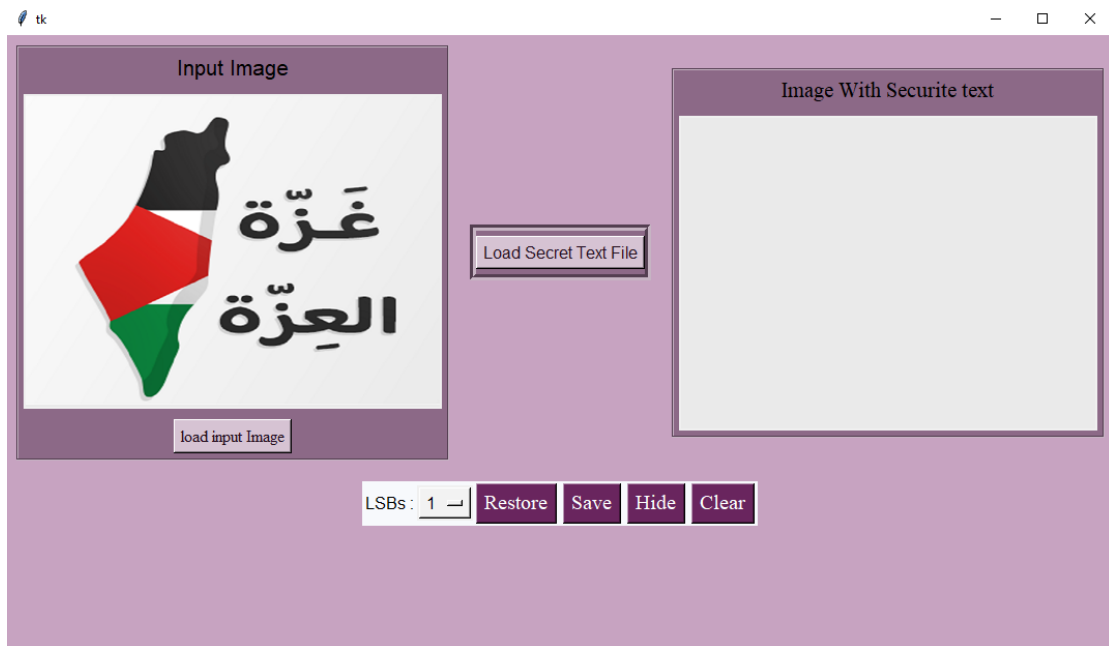 tk
Input Image
غَـزّة
العِزّة
load input Image
Load Secret Text File
Image With Securite text
LSBs : 1 Restore Save Hide Clear